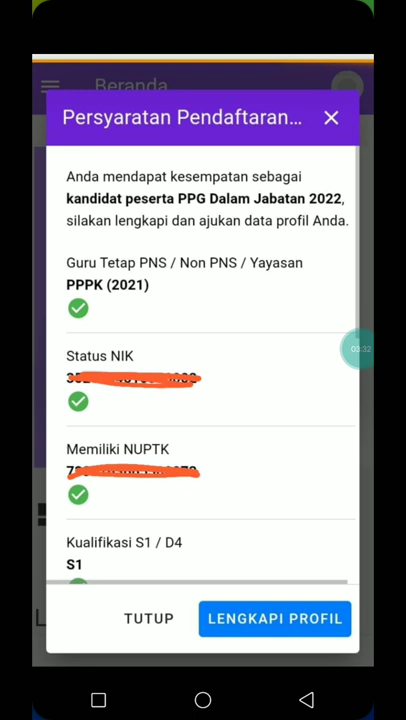 Beranda
Persyaratan Pendaftaran...
Anda mendapat kesempatan sebagai
kandidat peserta PPG Dalam Jabatan 2022,
silakan lengkapi dan ajukan data profil Anda.
Guru Tetap PNS / Non PNS / Yayasan
PPPK (2021)
03:32
Status NIK
Memiliki NUPTK
Kualifikasi S1 / D4
S1
TUTUP
LENGKAPI PROFIL